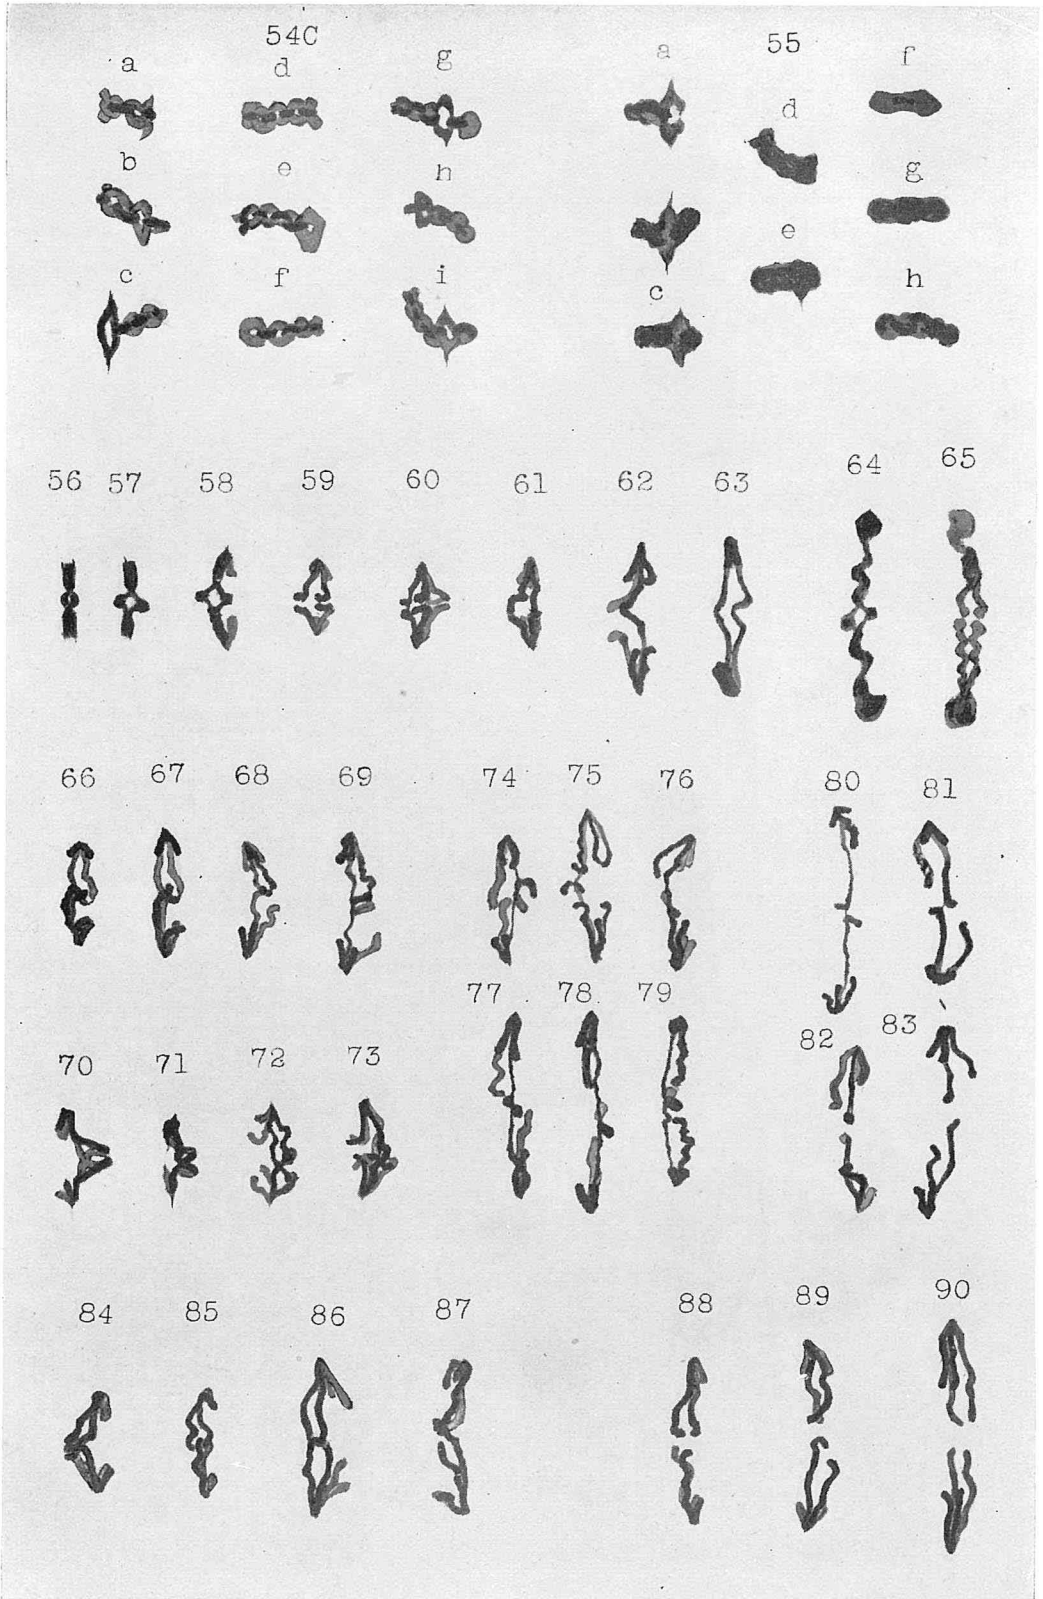 54C 55
a d g a f
d
b e h g
e
c f i c h
56 57 58 59 60 61 62 63 64 65
66 67 68 69 74 75 76 80 81
77 78 79
70 71 72 73 82 83
84 85 86 87 88 89 90